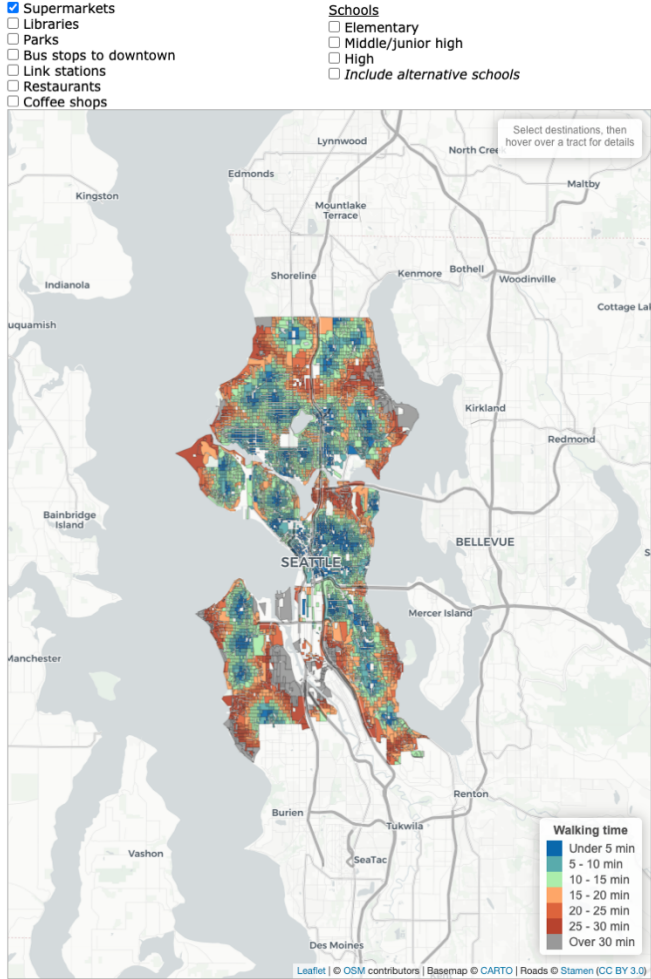 Supermarkets
Libraries
Parks
Bus stops to downtown
Link stations
Restaurants
Coffee shops
Schools
Elementary
Middle/junior high
High
Include alternative schools
Select destinations, then
hover over a tract for details
Lynnwood
North Cree
Edmonds
Maltby
Kingston
Mountlake
Terrace
Shoreline
Kenmore
Bothell
Woodinville
Indianola
Cottage Lak
uquamish
Kirkland
Redmond
Bainbridge
Island
BELLEVUE
S
SEATTLE
Mercer Island
Manchester
Renton
Burien
Tukwila
Vashon
SeaTac
Des Moines
Walking time
Under 5 min
5 - 10 min
10 - 15 min
15 - 20 min
20 - 25 min
25 - 30 min
Over 30 min
Leaflet | © OSM contributors | Basemap © CARTO | Roads © Stamen (CC BY 3.0)